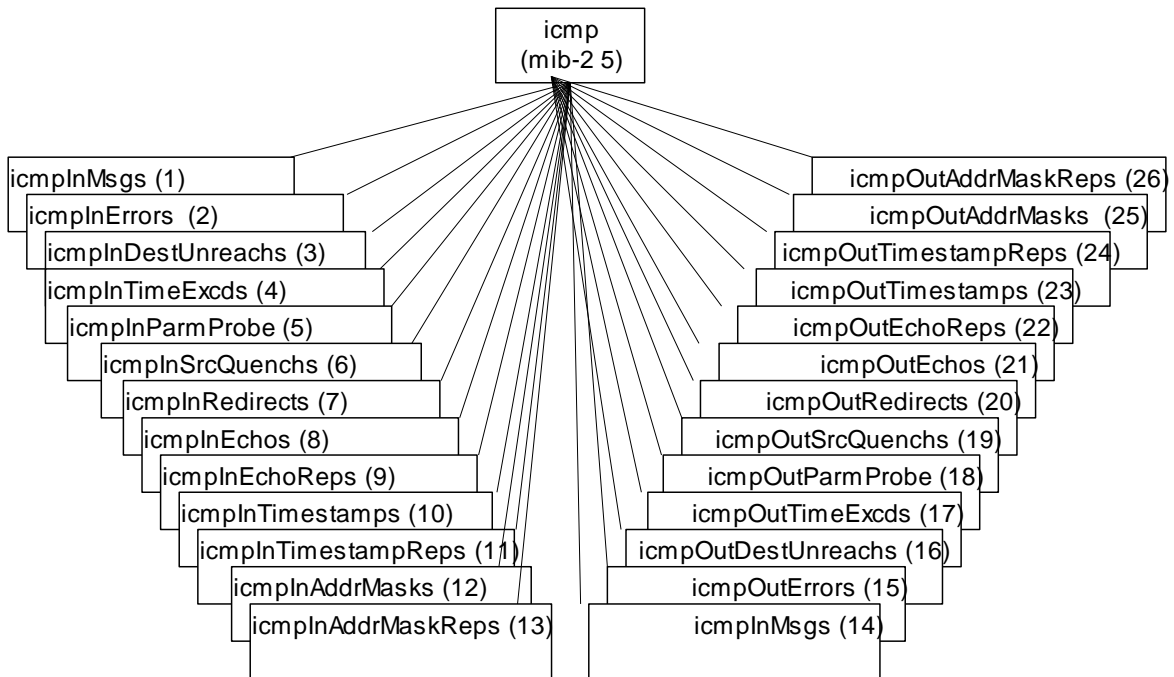 icmp
(mib-2 5)
icmpInMsgs (1)
icmpInErrors (2)
icmpInDestUnreachs (3)
icmpInTimeExcds (4)
icmpInParmProbe (5)
icmpInSrcQuenchs (6)
icmpInRedirects (7)
icmpInEchos (8)
icmpInEchoReps (9)
icmpInTimestamps (10)
icmpInTimestampReps (11)
icmpInAddrMasks (12)
icmpInAddrMaskReps (13)
icmpOutAddrMaskReps (26)
icmpOutAddrMasks (25)
icmpOutTimestampReps (24)
icmpOutTimestamps (23)
icmpOutEchoReps (22)
icmpOutEchos (21)
icmpOutRedirects (20)
icmpOutSrcQuenchs (19)
icmpOutParmProbe (18)
icmpOutTimeExcds (17)
icmpOutDestUnreachs (16)
icmpOutErrors (15)
icmpInMsgs (14)